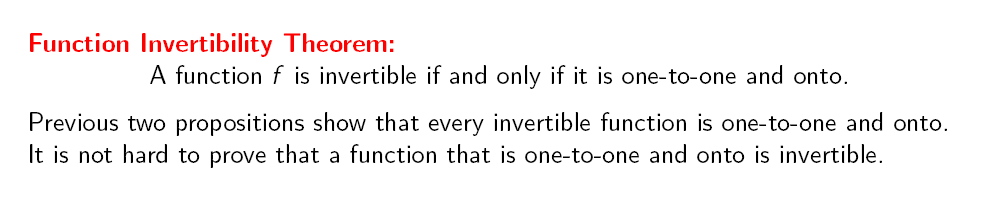 Function Invertibility Theorem:
A function f is invertible if and only if it is one-to-one and onto.
Previous two propositions show that every invertible function is one-to-one and onto.
It is not hard to prove that a function that is one-to-one and onto is invertible.